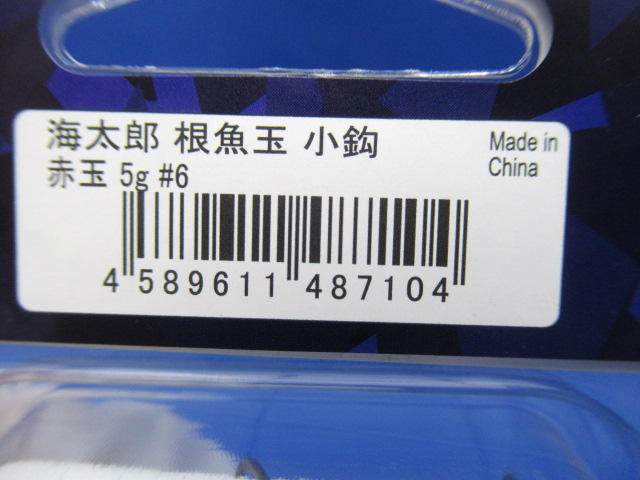 海太郎 根魚玉 小鈎
赤玉 5g #6
Made in
China
4 589611 487104